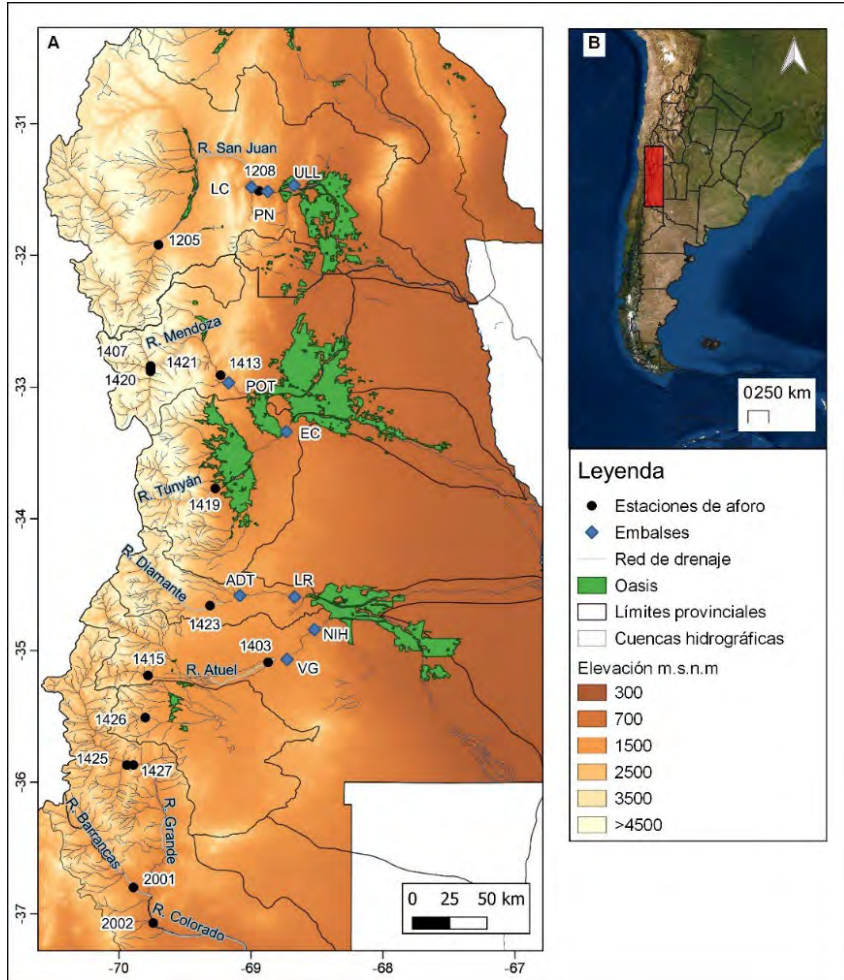 A
-31
-32
-33
-34
-35
-36
-37
-70
-69
-68
-67
R. San Juan
1208
ULL
LC
PN
1205
R. Mendoza
1407
1421
1413
1420
POT
EC
R. Tunyán
1419
R. Diamante
ADT
LR
1423
NIH
1403
1415
R. Atuel
VG
1426
1425
1427
R. Barrancas
R. Grande
2001
2002
R. Colorado
0 25 50 km
B
0250 km
Leyenda
Estaciones de aforo
Embalses
Red de drenaje
Oasis
Límites provinciales
Cuencas hidrográficas
Elevación m.s.n.m
300
700
1500
2500
3500
>4500